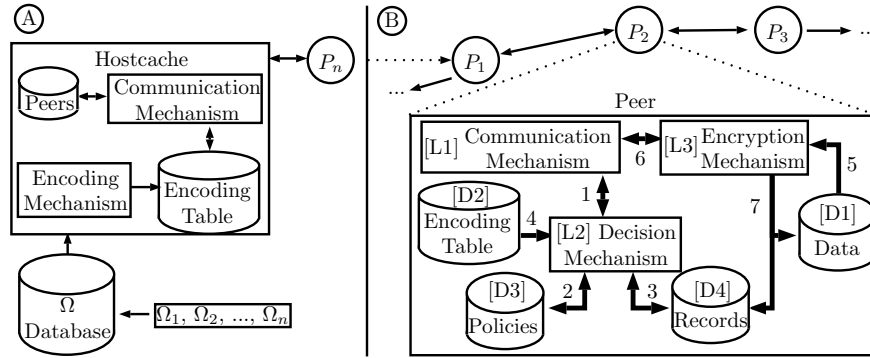 A
Hostcache
Peers
Communication
Mechanism
Encoding
Mechanism
Encoding
Table
Ω
Database
Ω1, Ω2, ..., Ωn
Pn
B
P1
P2
P3
...
...
Peer
[L1] Communication
Mechanism
6
[L3] Encryption
Mechanism
5
1
7
[D2]
Encoding
Table
4
[L2] Decision
Mechanism
[D1]
Data
[D3]
Policies
2
3
[D4]
Records